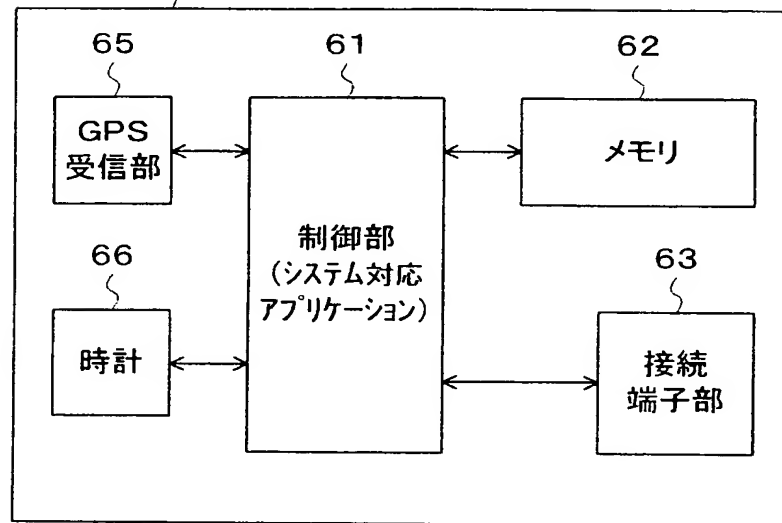 65
GPS
受信部
61
制御部
(システム対応
アプリケーション)
62
メモリ
66
時計
63
接続
端子部